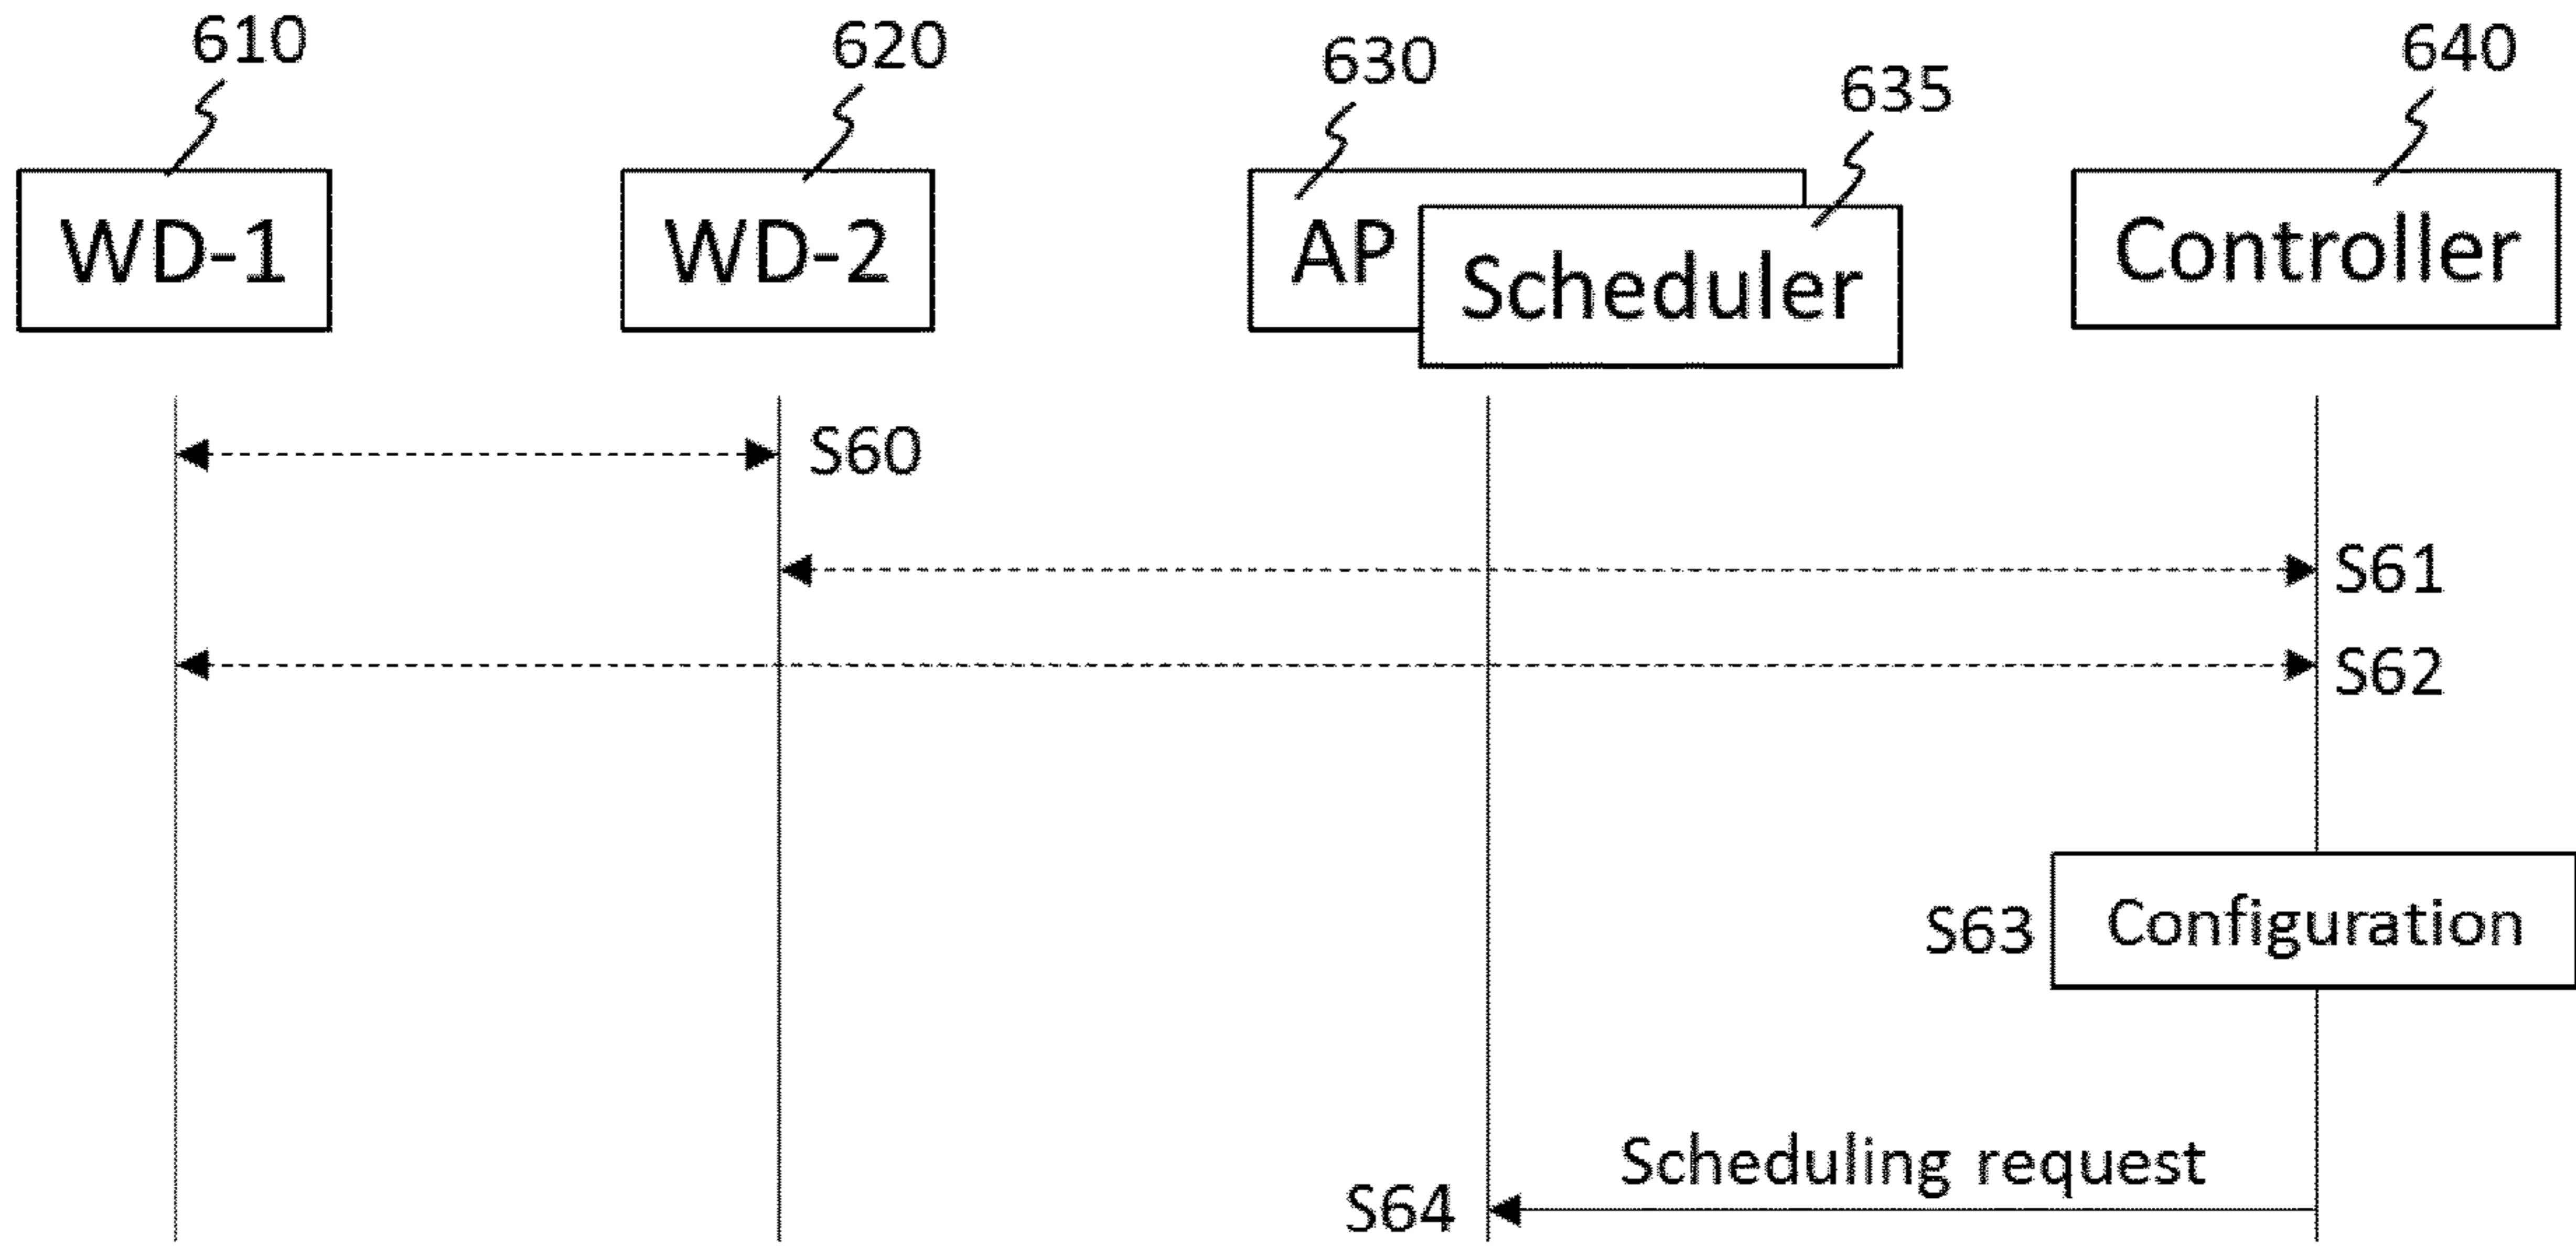 610
620
630
635
640
WD-1
WD-2
AP
Scheduler
Controller
S60
S61
S62
S63
Configuration
Scheduling request
S64